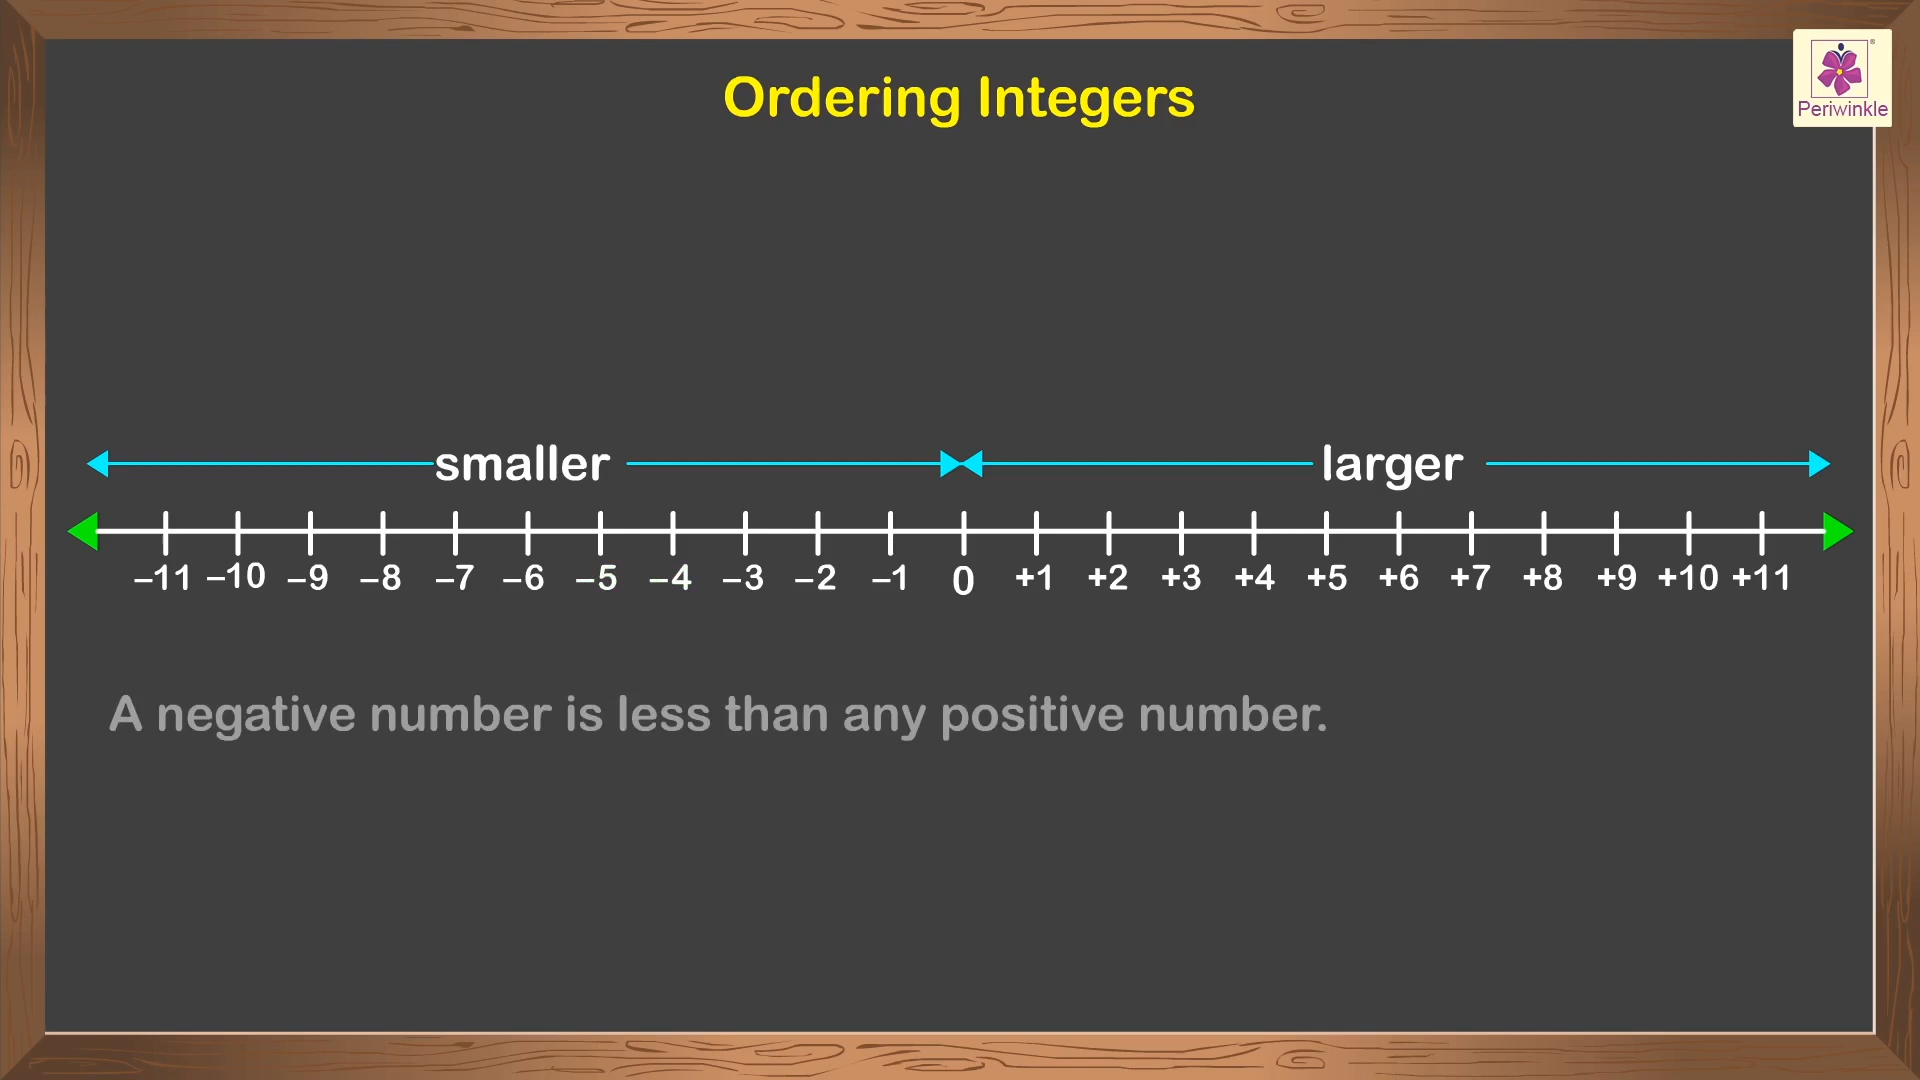 Ordering Integers
Periwinkle
smaller larger
–11 –10 –9 –8 –7 –6 –5 –4 –3 –2 –1 0 +1 +2 +3 +4 +5 +6 +7 +8 +9 +10 +11
A negative number is less than any positive number.